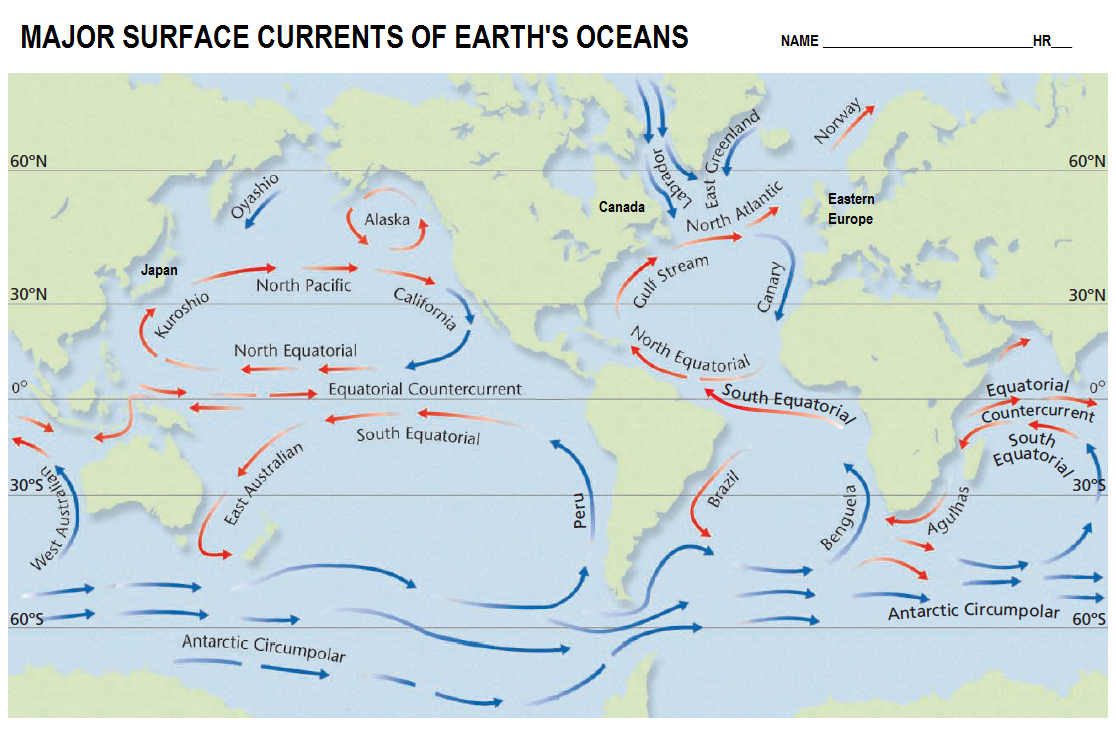 MAJOR SURFACE CURRENTS OF EARTH'S OCEANS
NAME ______________________________HR___
60°N
60°N
Oyashio
Alaska
Labrador
East Greenland
Norway
Canada
North Atlantic
Eastern
Europe
Japan
North Pacific
Kuroshio
California
Gulf Stream
Canary
30°N
30°N
North Equatorial
North Equatorial
0°
0°
Equatorial Countercurrent
South Equatorial
South Equatorial
Equatorial
Countercurrent
South
Equatorial
East Australian
West Australian
30°S
30°S
Peru
Brazil
Benguela
Agulhas
Antarctic Circumpolar
Antarctic Circumpolar
60°S
60°S